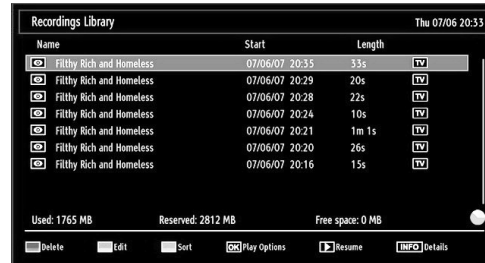 Recordings Library Thu 07/06 20:33
Name Start Length
Filthy Rich and Homeless 07/06/07 20:35 33s TV
Filthy Rich and Homeless 07/06/07 20:29 20s TV
Filthy Rich and Homeless 07/06/07 20:28 22s TV
Filthy Rich and Homeless 07/06/07 20:24 10s TV
Filthy Rich and Homeless 07/06/07 20:21 1m 1s TV
Filthy Rich and Homeless 07/06/07 20:20 26s TV
Filthy Rich and Homeless 07/06/07 20:16 15s TV
Used: 1765 MB Reserved: 2812 MB Free space: 0 MB
Delete Edit Sort OK Play Options Resume INFO Details